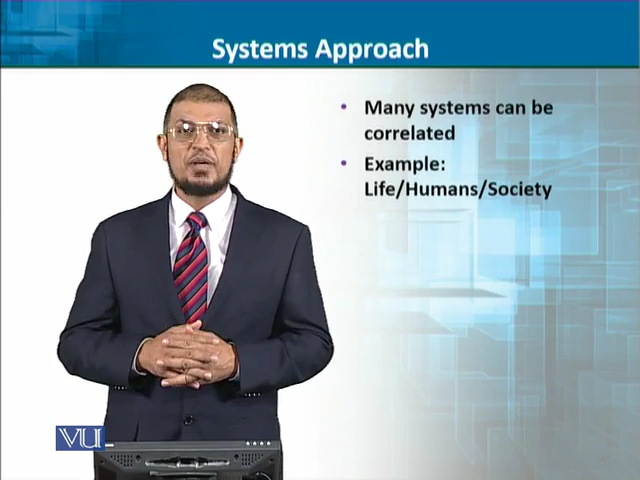 Systems Approach
• Many systems can be
correlated
• Example:
Life/Humans/Society
VU